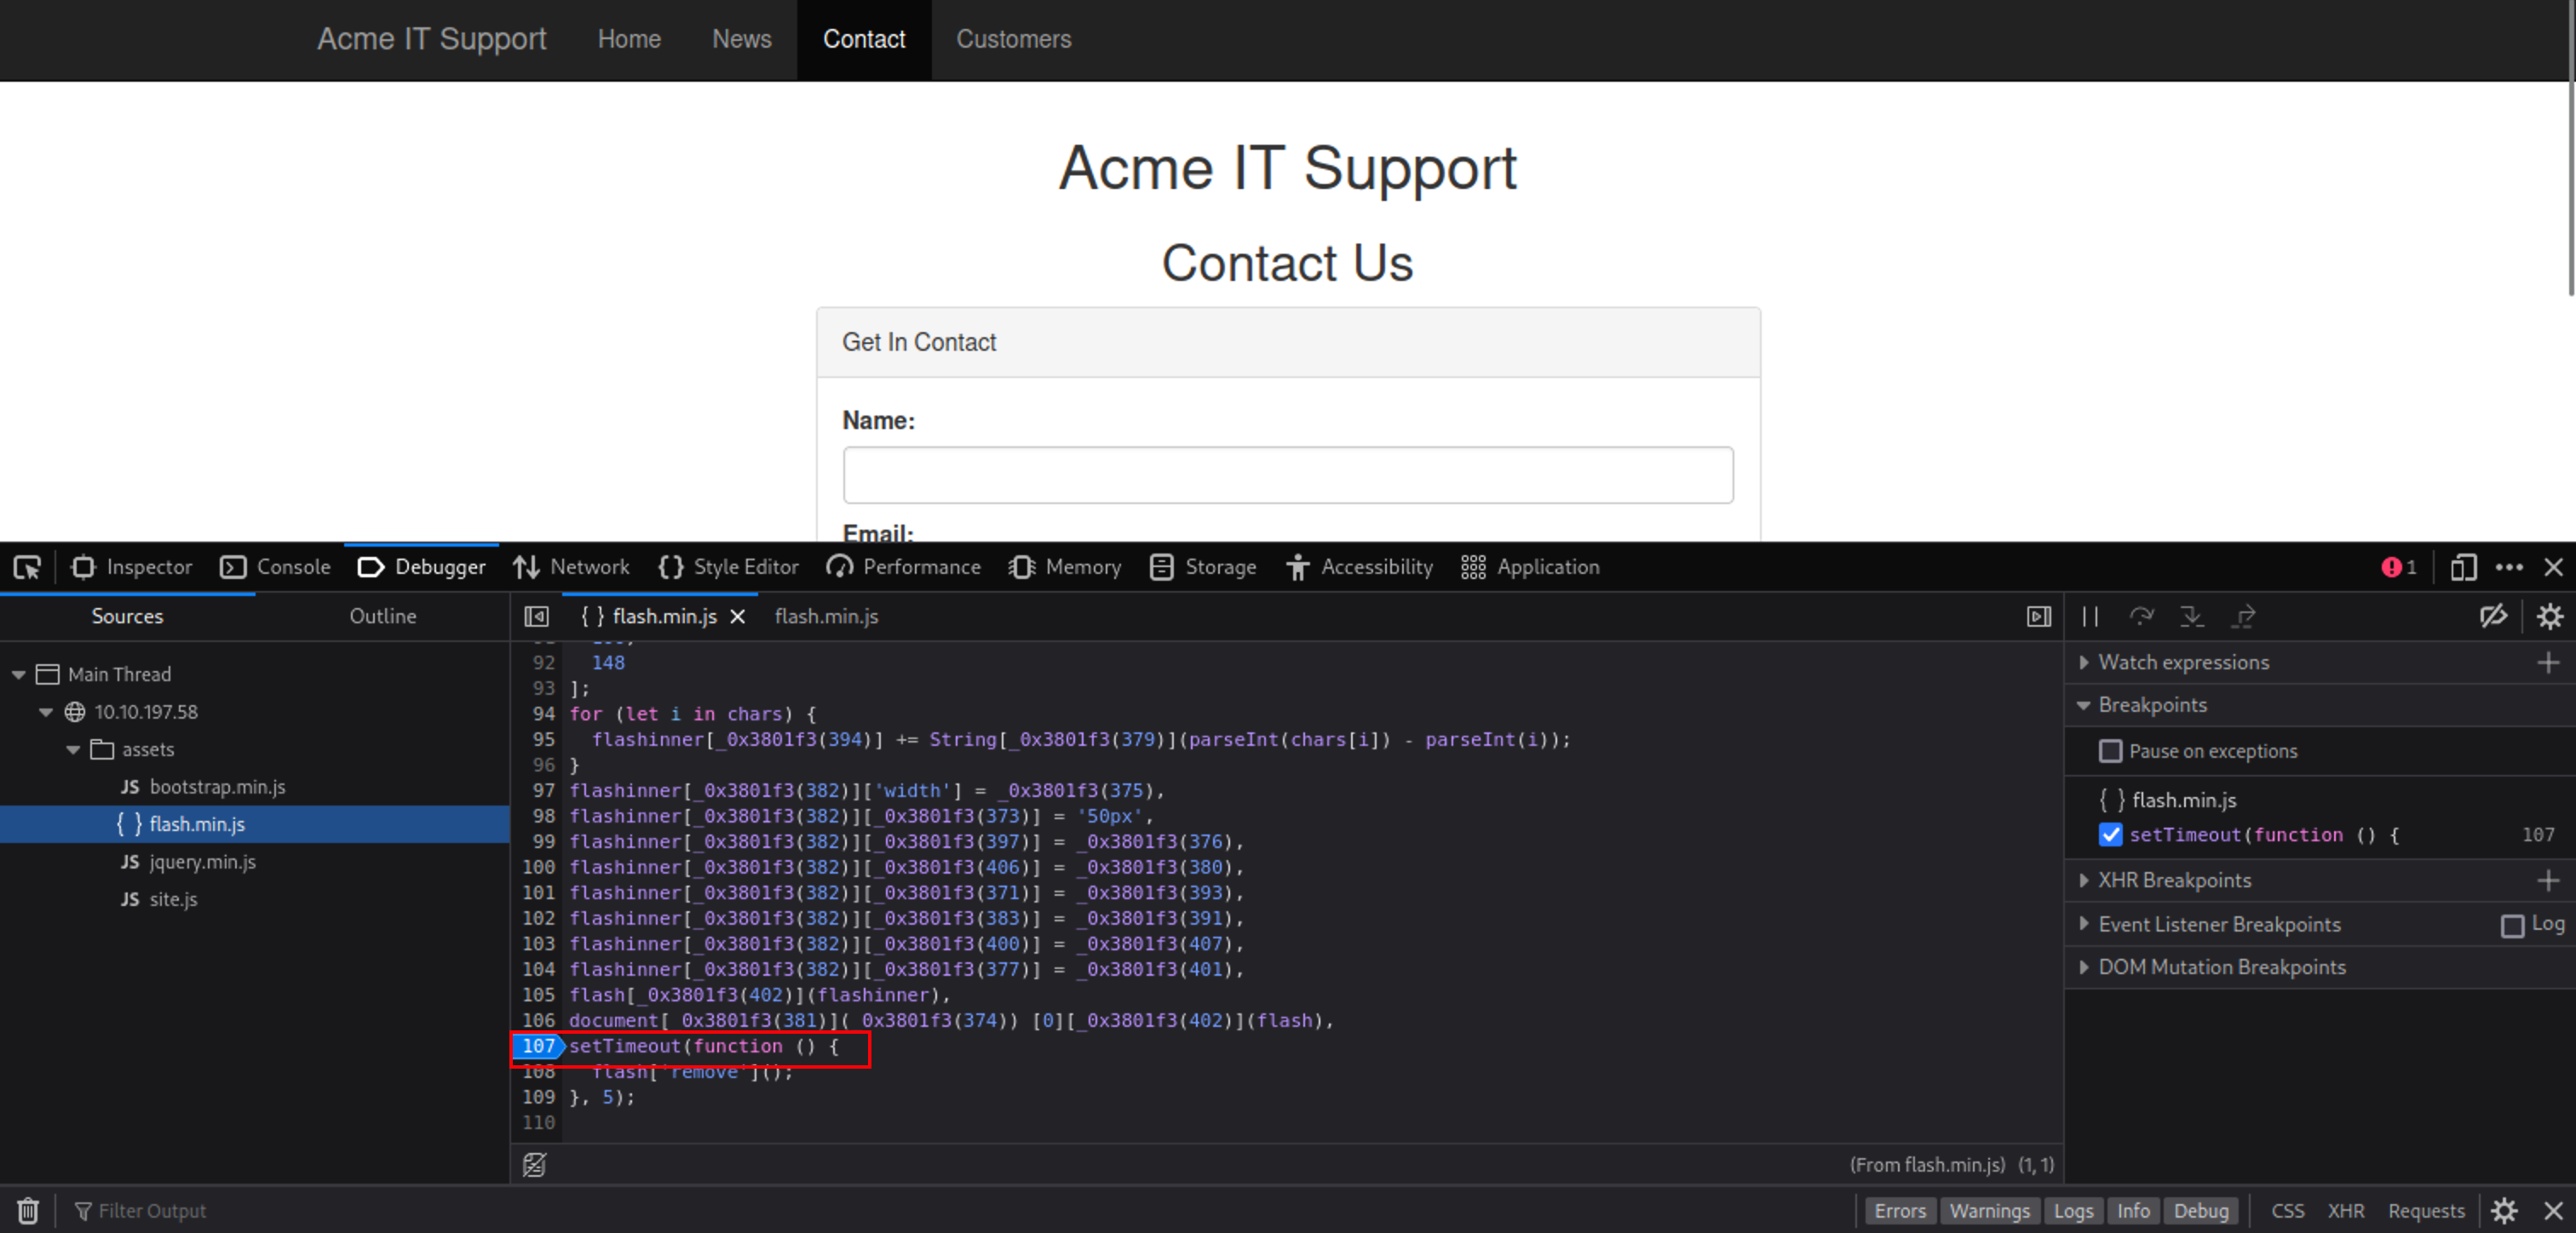 Acme IT Support Home News Contact Customers
Acme IT Support
Contact Us
Get In Contact
Name:
Email:
Inspector Console Debugger Network Style Editor Performance Memory Storage Accessibility Application 1
Sources Outline
{ } flash.min.js flash.min.js
Main Thread
10.10.197.58
assets
JS bootstrap.min.js
{ } flash.min.js
JS jquery.min.js
JS site.js
92 148
93 ];
94 for (let i in chars) {
95 flashinner[_0x3801f3(394)] += String[_0x3801f3(379)](parseInt(chars[i]) - parseInt(i));
96 }
97 flashinner[_0x3801f3(382)]['width'] = _0x3801f3(375),
98 flashinner[_0x3801f3(382)][_0x3801f3(373)] = '50px',
99 flashinner[_0x3801f3(382)][_0x3801f3(397)] = _0x3801f3(376),
100 flashinner[_0x3801f3(382)][_0x3801f3(406)] = _0x3801f3(380),
101 flashinner[_0x3801f3(382)][_0x3801f3(371)] = _0x3801f3(393),
102 flashinner[_0x3801f3(382)][_0x3801f3(383)] = _0x3801f3(391),
103 flashinner[_0x3801f3(382)][_0x3801f3(400)] = _0x3801f3(407),
104 flashinner[_0x3801f3(382)][_0x3801f3(377)] = _0x3801f3(401),
105 flash[_0x3801f3(402)](flashinner),
106 document[_0x3801f3(381)](_0x3801f3(374)) [0][_0x3801f3(402)](flash),
107 setTimeout(function () {
108 flash['remove']();
109 }, 5);
110
(From flash.min.js) (1, 1)
Watch expressions
Breakpoints
Pause on exceptions
{ } flash.min.js
setTimeout(function () { 107
XHR Breakpoints
Event Listener Breakpoints Log
DOM Mutation Breakpoints
Filter Output Errors Warnings Logs Info Debug CSS XHR Requests